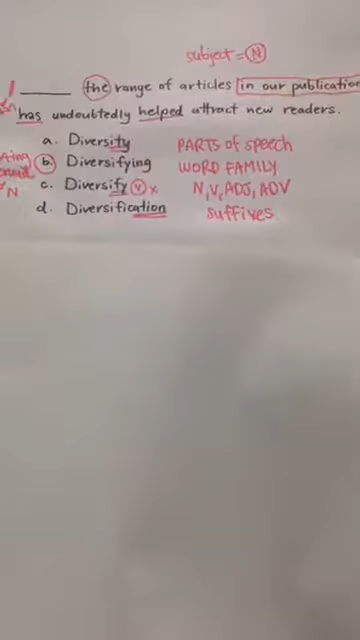 subject = N
1 ______ the range of articles in our publication
has undoubtedly helped attract new readers.
a. Diversity PARTS of speech
b. Diversifying WORD FAMILY
c. Diversify V x N, V, ADJ, ADV
N
d. Diversification suffixes